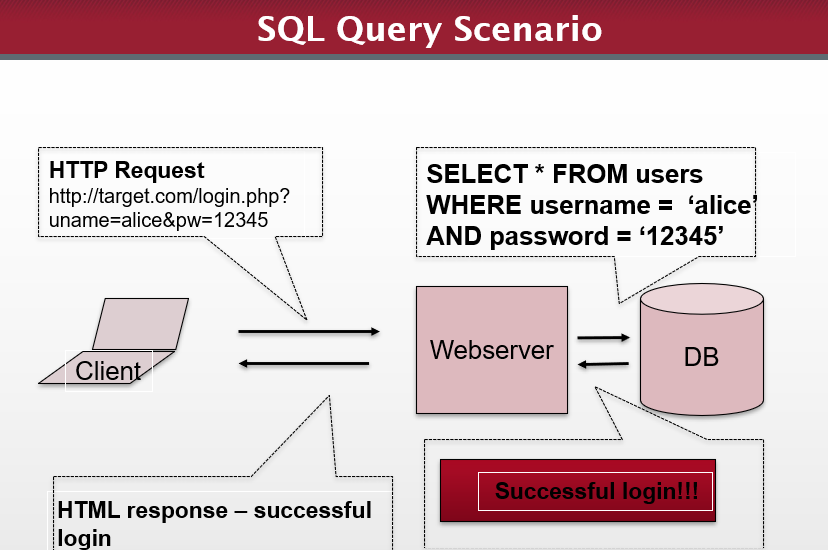 SQL Query Scenario
HTTP Request
http://target.com/login.php?
uname=alice&pw=12345
SELECT * FROM users
WHERE username = ‘alice’
AND password = ‘12345’
Client
Webserver
DB
HTML response – successful
login
Successful login!!!